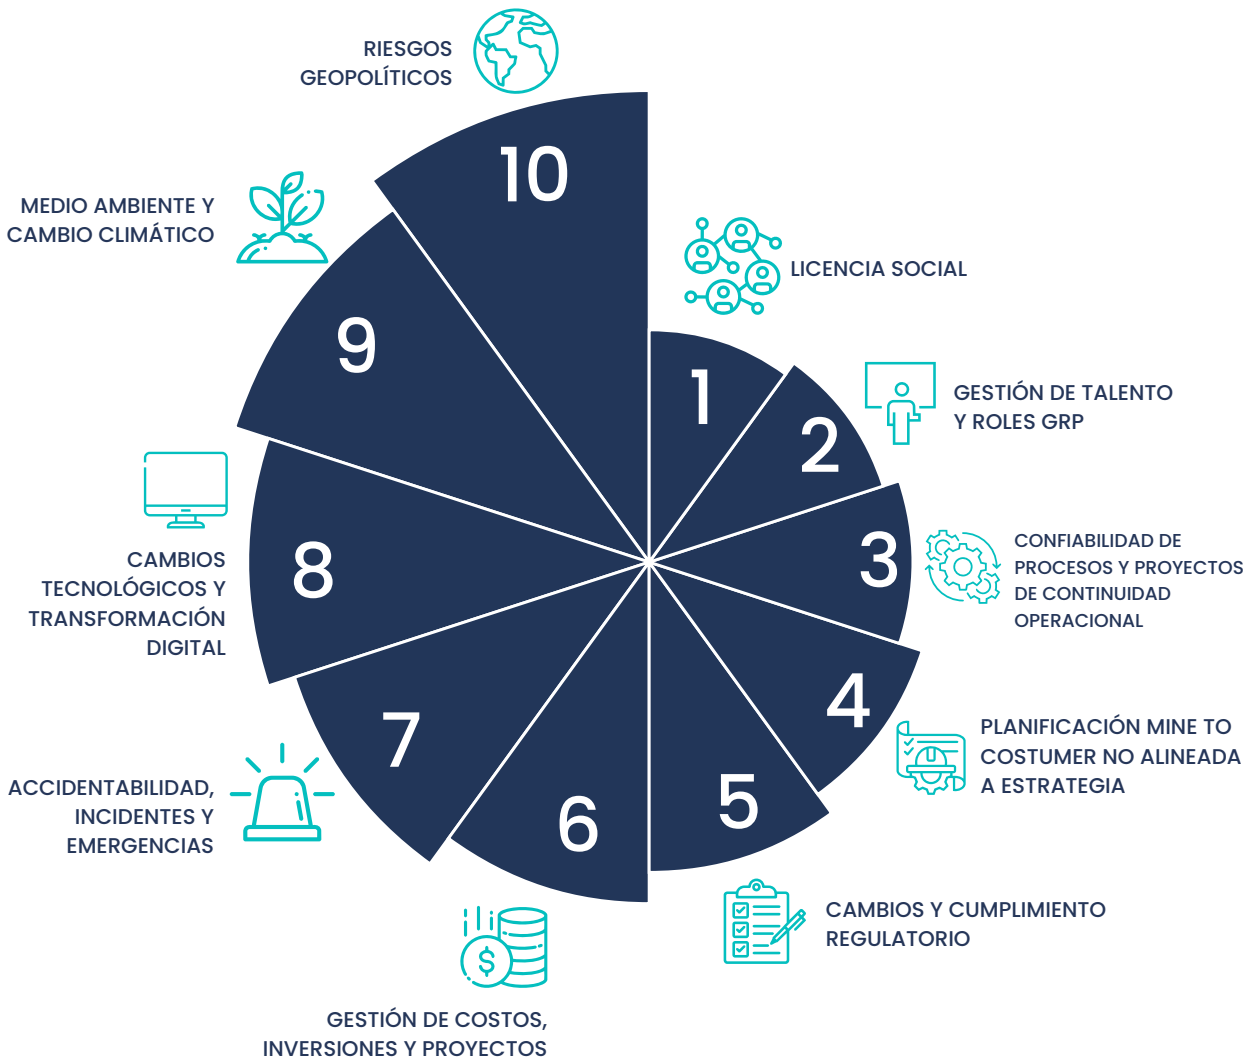 RIESGOS
GEOPOLÍTICOS
10
MEDIO AMBIENTE Y
CAMBIO CLIMÁTICO
9
LICENCIA SOCIAL
1
GESTIÓN DE TALENTO
Y ROLES GRP
2
CONFIABILIDAD DE
PROCESOS Y PROYECTOS
DE CONTINUIDAD
OPERACIONAL
3
CAMBIOS
TECNOLÓGICOS Y
TRANSFORMACIÓN
DIGITAL
8
PLANIFICACIÓN MINE TO
COSTUMER NO ALINEADA
A ESTRATEGIA
4
ACCIDENTABILIDAD,
INCIDENTES Y
EMERGENCIAS
7
5
CAMBIOS Y CUMPLIMIENTO
REGULATORIO
6
$
GESTIÓN DE COSTOS,
INVERSIONES Y PROYECTOS